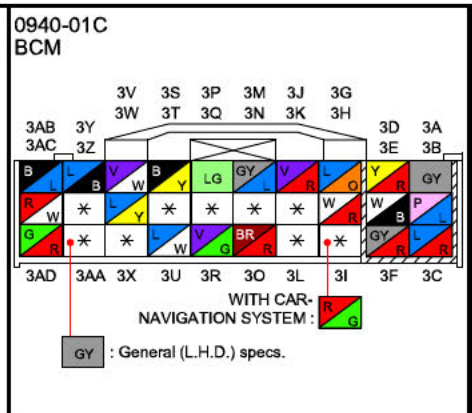 0940-01C
BCM
3V 3S 3P 3M 3J 3G
3W 3T 3Q 3N 3K 3H
3AB 3Y 3D 3A
3AC 3Z 3E 3B
B L L B V W B Y LG GY L V R L O Y R GY
R W * L Y * * * * W R W B P L
G R * * L W V G BR R * * GY R L R
3AD 3AA 3X 3U 3R 3O 3L 3I 3F 3C
WITH CAR-
NAVIGATION SYSTEM : R G
GY : General (L.H.D.) specs.